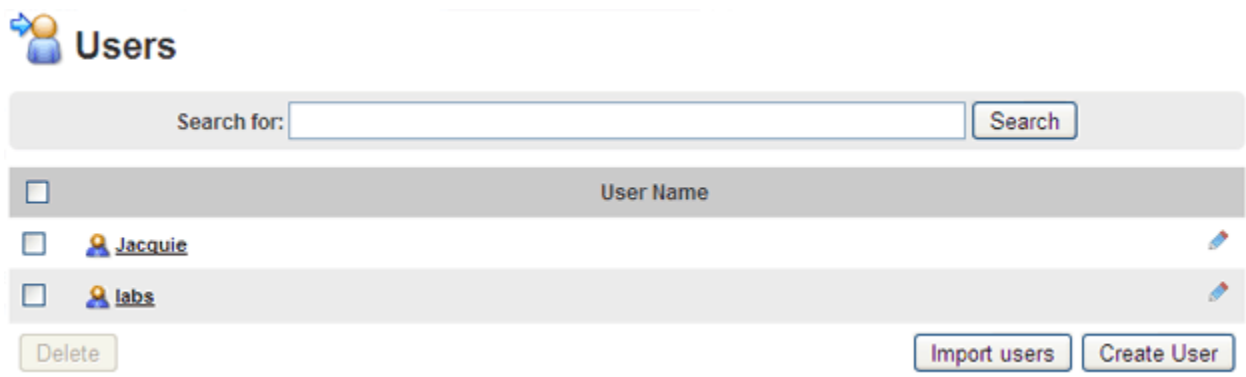 Users
Search for: Search
User Name
Jacquie
labs
Delete Import users Create User